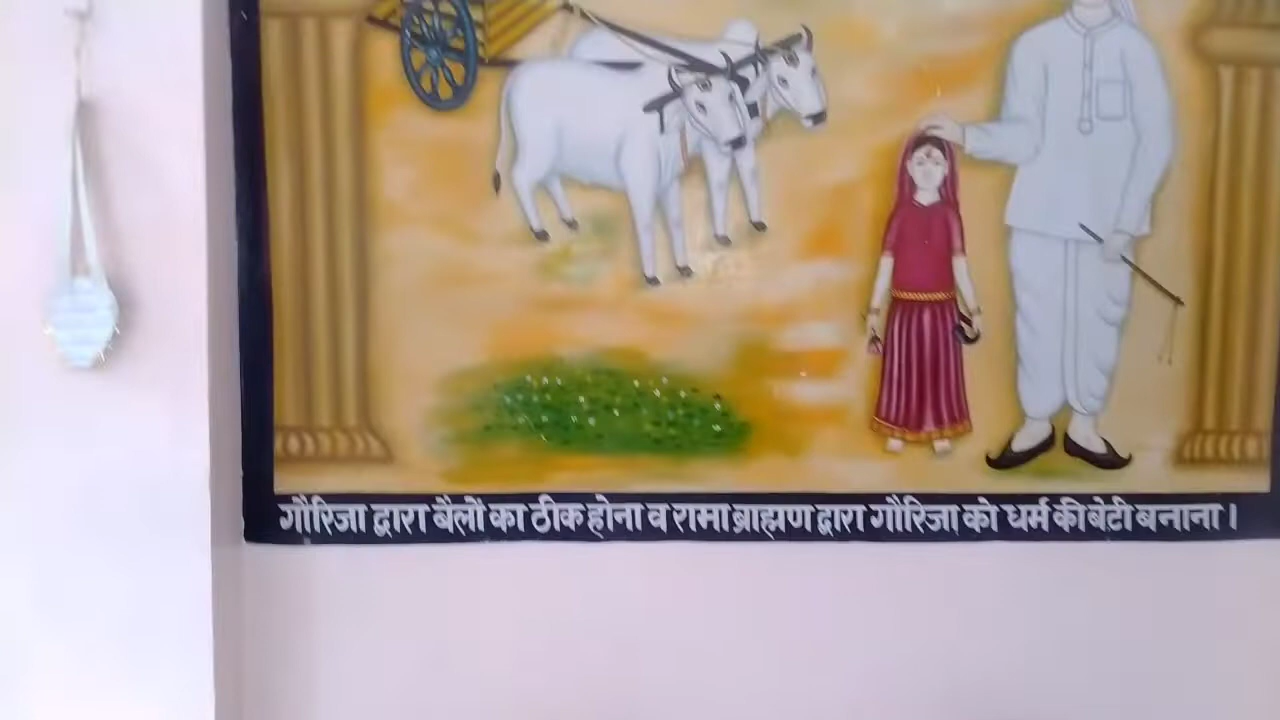 गौरिजा द्वारा बैलों का ठीक होना व रामा ब्राह्मण द्वारा गौरिजा को धर्म की बेटी बनाना।